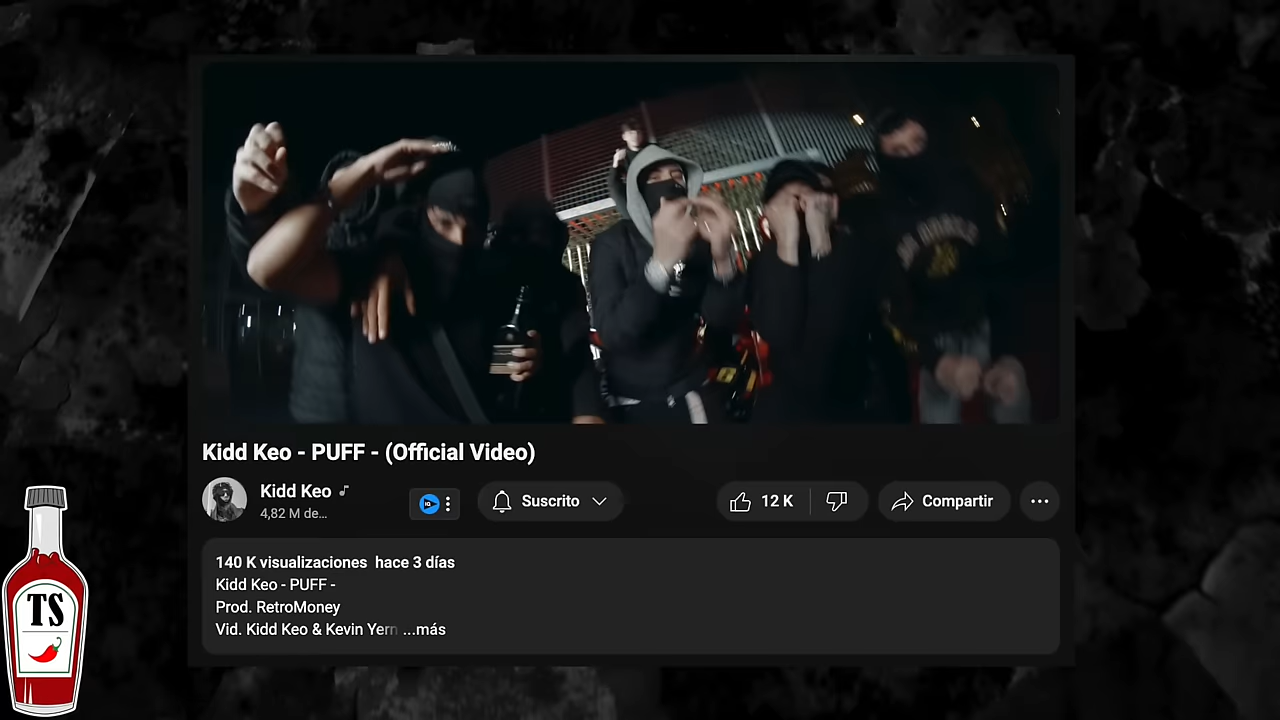 Kidd Keo - PUFF - (Official Video)
Kidd Keo
4,82 M de...
Suscrito
12 K
Compartir
140 K visualizaciones hace 3 días
Kidd Keo - PUFF -
Prod. RetroMoney
Vid. Kidd Keo & Kevin Yern ...más
TS